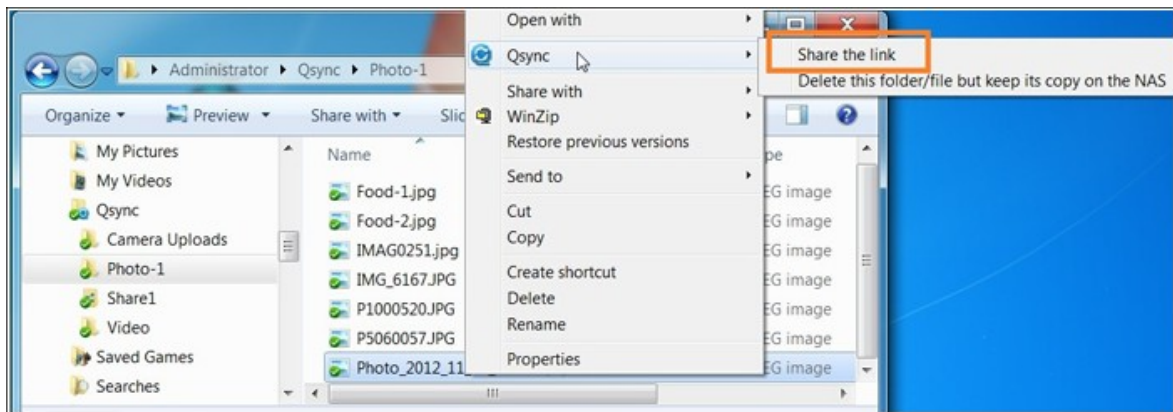 Open with
Administrator Qsync Photo-1
Qsync
Share the link
Delete this folder/file but keep its copy on the NAS
Organize Preview Share with
Share with
WinZip
Restore previous versions
Send to
Cut
Copy
Create shortcut
Delete
Rename
Properties
My Pictures
My Videos
Qsync
Camera Uploads
Photo-1
Share1
Video
Saved Games
Searches
Name
Food-1.jpg
Food-2.jpg
IMAG0251.jpg
IMG_6167.JPG
P1000520.JPG
P5060057.JPG
Photo_2012_11_
EG image
EG image
EG image
EG image
EG image
EG image
EG image